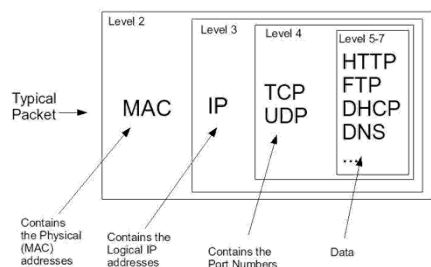 Level 2
Level 3
Level 4
Level 5-7
Typical
Packet
MAC
IP
TCP
UDP
HTTP
FTP
DHCP
DNS
...
Contains
the Physical
(MAC)
addresses
Contains the
Logical IP
addresses
Contains the
Port Numbers
Data